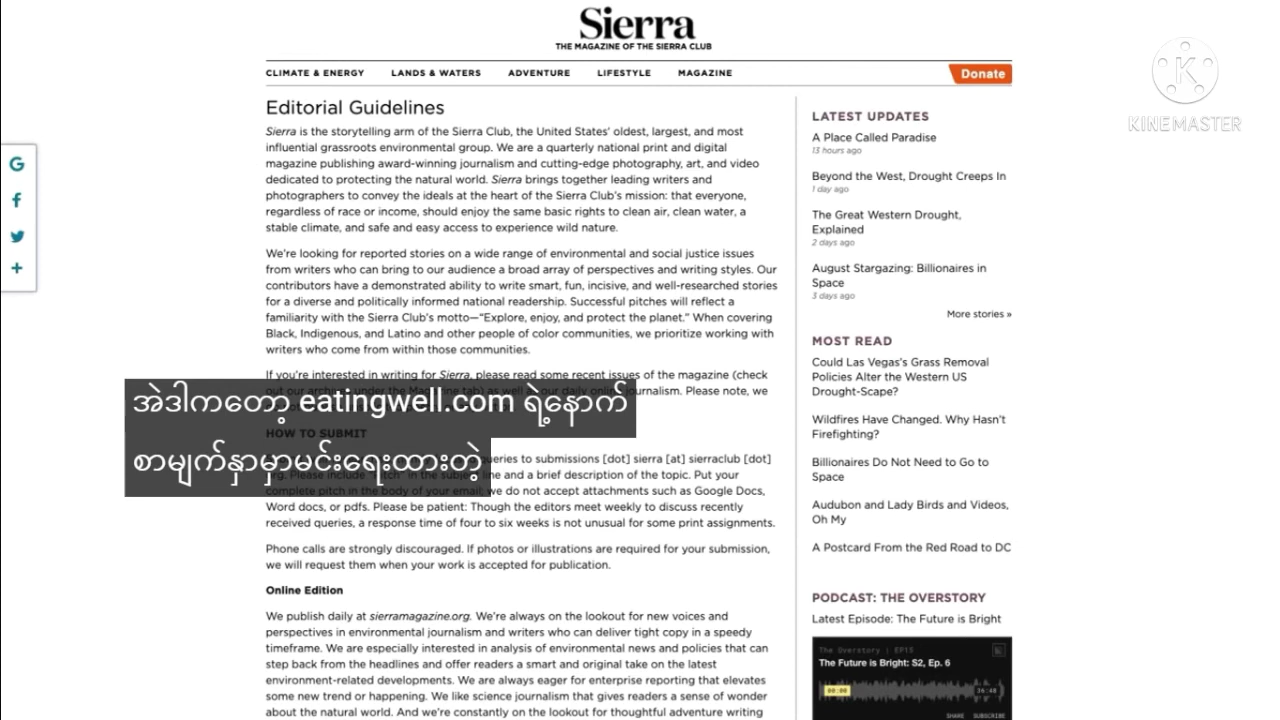 Sierra
THE MAGAZINE OF THE SIERRA CLUB
CLIMATE & ENERGY LANDS & WATERS ADVENTURE LIFESTYLE MAGAZINE Donate
KINEMASTER
Editorial Guidelines
Sierra is the storytelling arm of the Sierra Club, the United States' oldest, largest, and most
influential grassroots environmental group. We are a quarterly national print and digital
magazine publishing award-winning journalism and cutting-edge photography, art, and video
dedicated to protecting the natural world. Sierra brings together leading writers and
photographers to convey the ideals at the heart of the Sierra Club's mission: that everyone,
regardless of race or income, should enjoy the same basic rights to clean air, clean water, a
stable climate, and safe and easy access to experience wild nature.
We're looking for reported stories on a wide range of environmental and social justice issues
from writers who can bring to our audience a broad array of perspectives and writing styles. Our
contributors have a demonstrated ability to write smart, fun, incisive, and well-researched stories
for a diverse and politically informed national readership. Successful pitches will reflect a
familiarity with the Sierra Club's motto—"Explore, enjoy, and protect the planet." When covering
Black, Indigenous, and Latino and other people of color communities, we prioritize working with
writers who come from within those communities.
If you're interested in writing for Sierra, please read some recent issues of the magazine (check
out our archives under the Magazine tab) as well as our daily online journalism. Please note, we
အဲဒါကတော့ eatingwell.com ရဲ့နောက်
စာမျက်နှာမှာမင်းရေးထားတဲ့
HOW TO SUBMIT
queries to submissions [dot] sierra [at] sierraclub [dot]
org. Please include "Pitch" in the subject line and a brief description of the topic. Put your
complete pitch in the body of your email; we do not accept attachments such as Google Docs,
Word docs, or pdfs. Please be patient: Though the editors meet weekly to discuss recently
received queries, a response time of four to six weeks is not unusual for some print assignments.
Phone calls are strongly discouraged. If photos or illustrations are required for your submission,
we will request them when your work is accepted for publication.
Online Edition
We publish daily at sierramagazine.org. We're always on the lookout for new voices and
perspectives in environmental journalism and writers who can deliver tight copy in a speedy
timeframe. We are especially interested in analysis of environmental news and policies that can
step back from the headlines and offer readers a smart and original take on the latest
environment-related developments. We are always eager for enterprise reporting that elevates
some new trend or happening. We like science journalism that gives readers a sense of wonder
about the natural world. And we're constantly on the lookout for thoughtful adventure writing
LATEST UPDATES
A Place Called Paradise
13 hours ago
Beyond the West, Drought Creeps In
1 day ago
The Great Western Drought,
Explained
2 days ago
August Stargazing: Billionaires in
Space
3 days ago
More stories »
MOST READ
Could Las Vegas's Grass Removal
Policies Alter the Western US
Drought-Scape?
Wildfires Have Changed. Why Hasn't
Firefighting?
Billionaires Do Not Need to Go to
Space
Audubon and Lady Birds and Videos,
Oh My
A Postcard From the Red Road to DC
PODCAST: THE OVERSTORY
Latest Episode: The Future is Bright
The Overstory | EP15
The Future is Bright: S2, Ep. 6
00:00 36:48
SHARE SUBSCRIBE